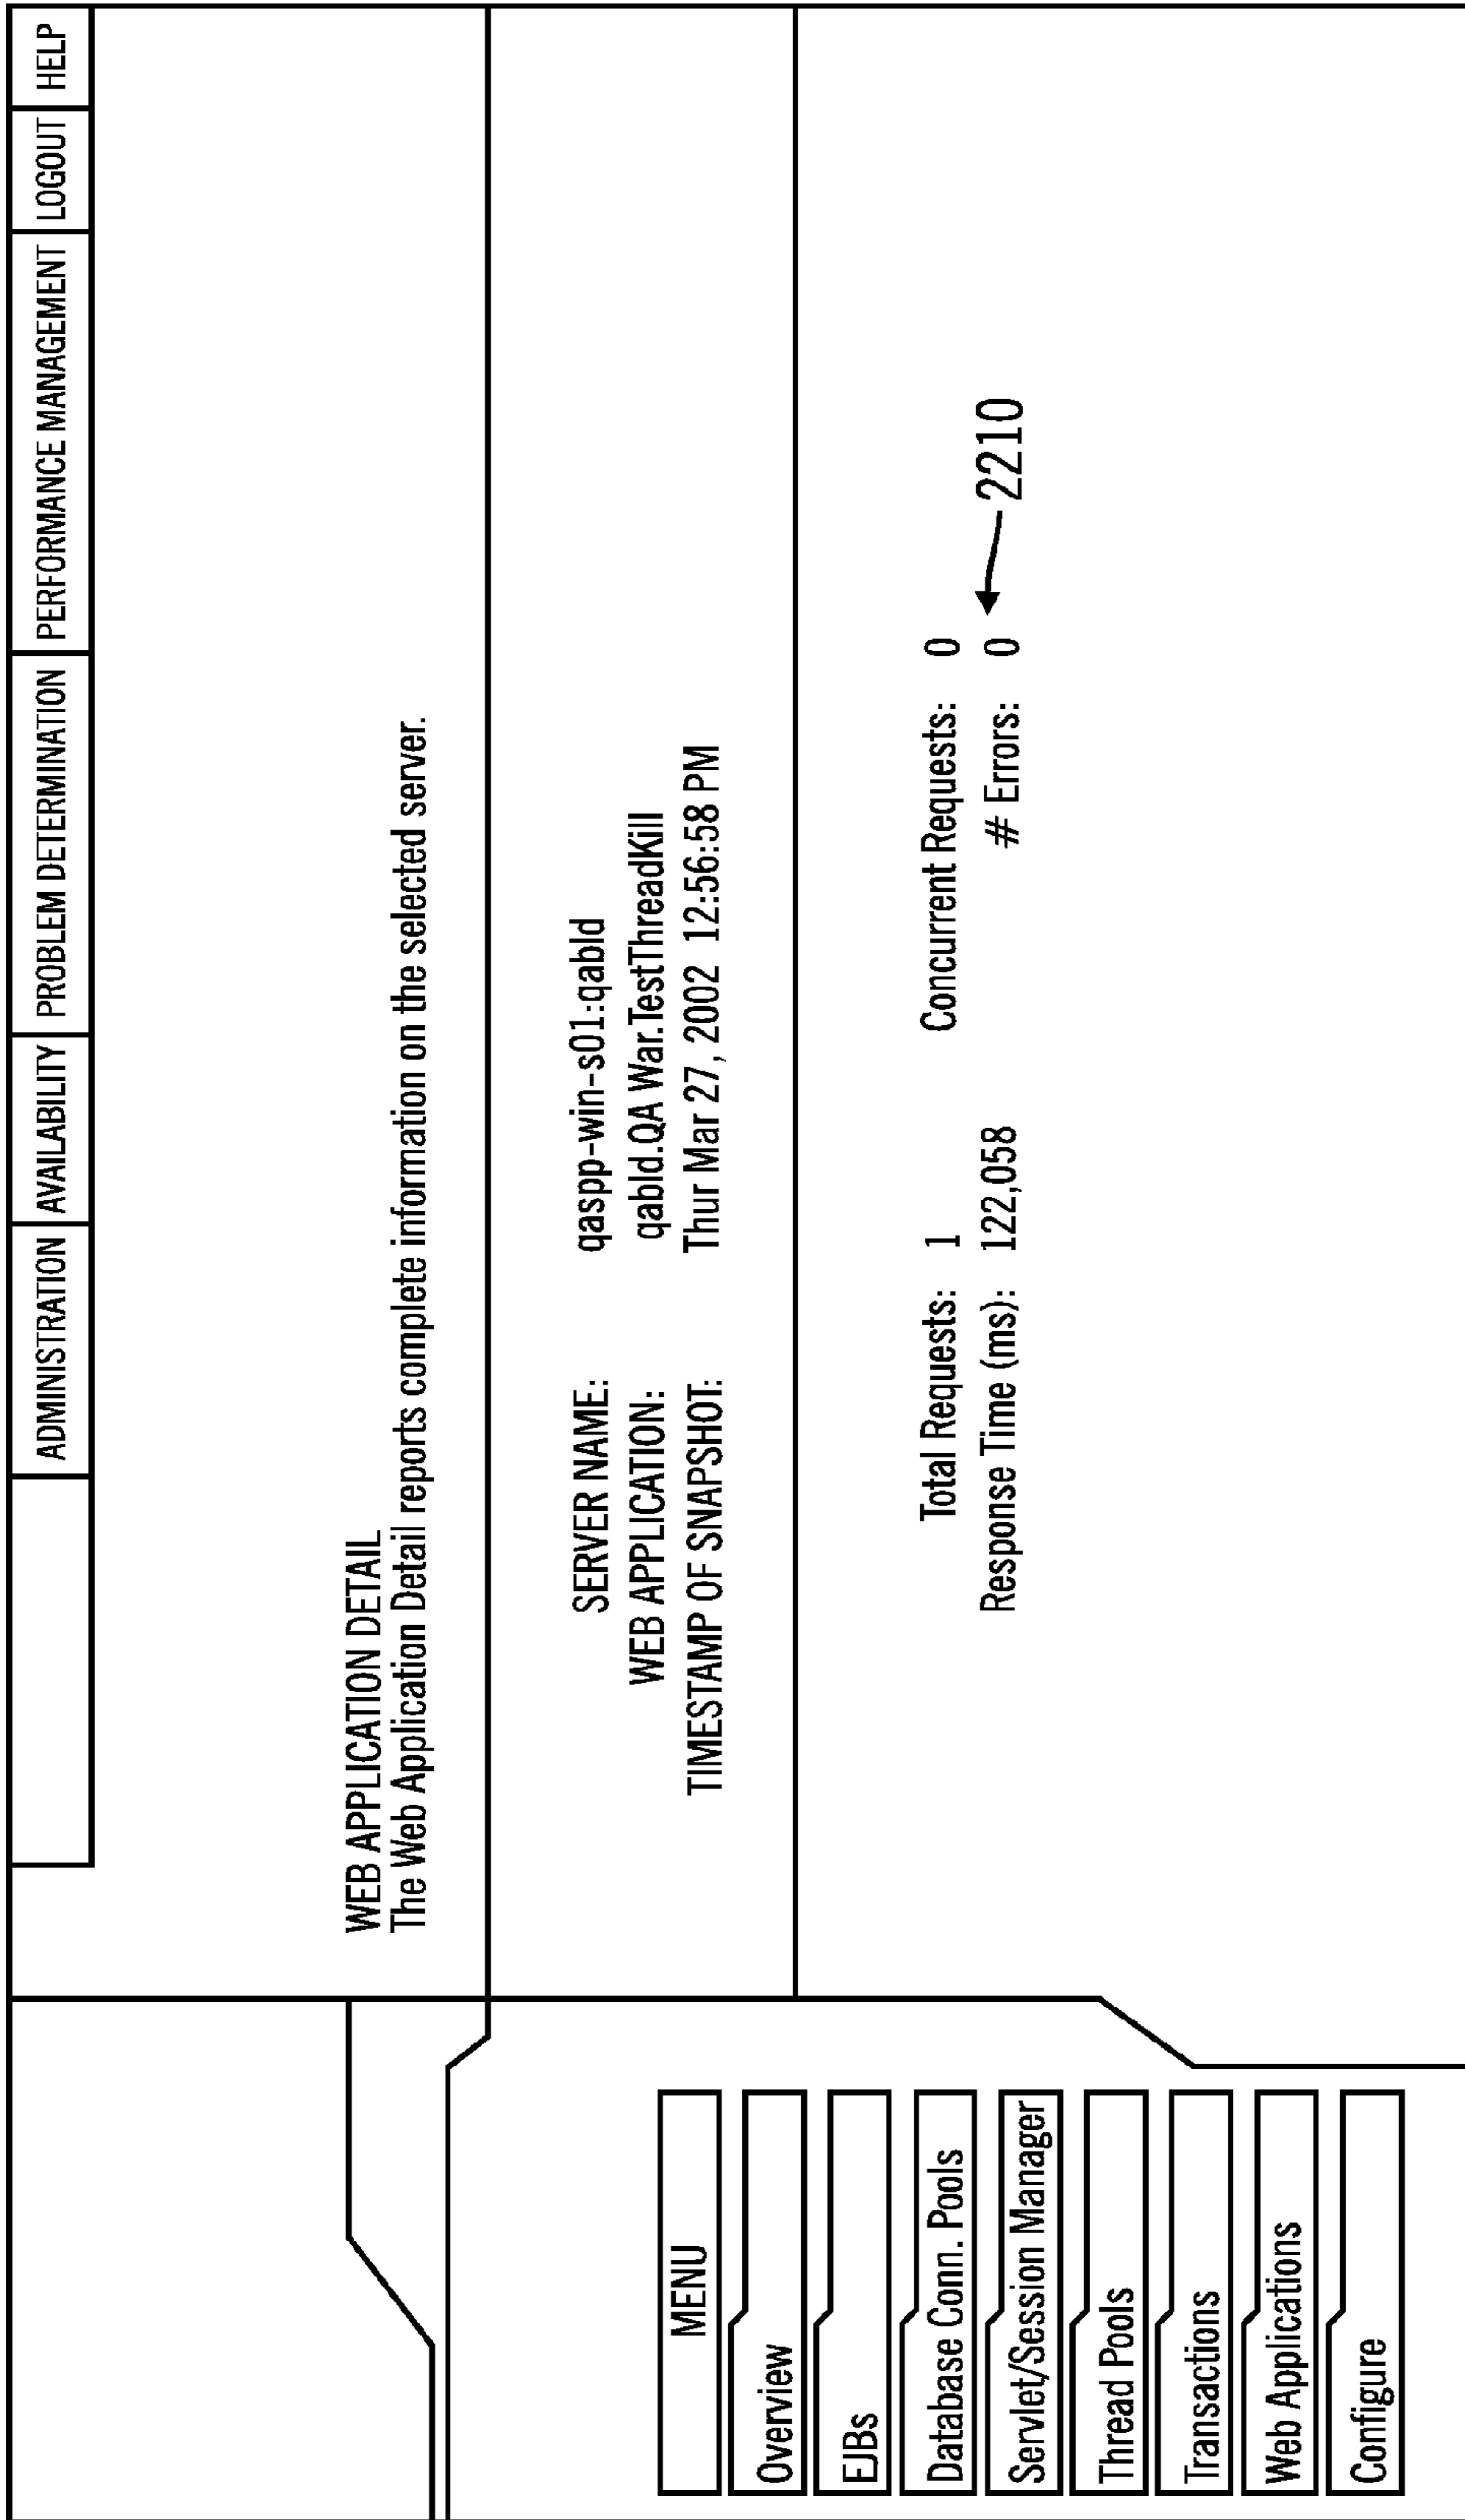 ADMINISTRATION AVAILABILITY PROBLEM DETERMINATION PERFORMANCE MANAGEMENT LOGOUT HELP
WEB APPLICATION DETAIL
The Web Application Detail reports complete information on the selected server.
SERVER NAME: qaspp-win-s01:qabld
WEB APPLICATION: qabld.QA War.TestThreadKill
TIMESTAMP OF SNAPSHOT: Thur Mar 27, 2002 12:56:58 PM
Total Requests: 1 Concurrent Requests: 0
Response Time (ms): 122,058 # Errors: 0 2210
MENU
Overview
EJBs
Database Conn. Pools
Servlet/Session Manager
Thread Pools
Transactions
Web Applications
Configure